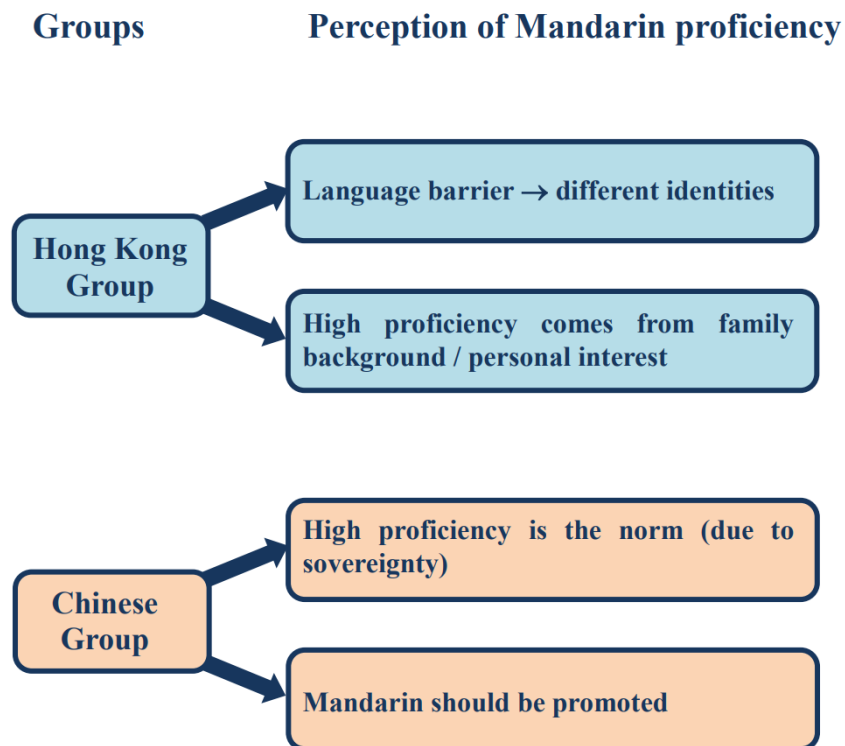 Groups
Perception of Mandarin proficiency
Language barrier → different identities
Hong Kong
Group
High proficiency comes from family
background / personal interest
High proficiency is the norm (due to
sovereignty)
Chinese
Group
Mandarin should be promoted